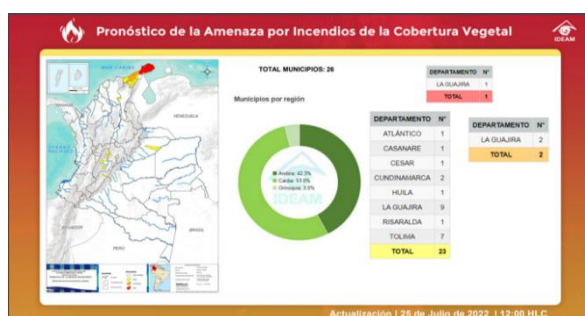 Pronóstico de la Amenaza por Incendios de la Cobertura Vegetal
IDEAM
TOTAL MUNICIPIOS: 26
Municipios por región
Andina: 42.3%
IDEAM
DEPARTAMENTO N°
LA GUAJIRA 1
TOTAL 1
DEPARTAMENTO N°
ATLÁNTICO 1
CASANARE 1
CESAR 1
CUNDINAMARCA 2
HUILA 1
LA GUAJIRA 9
RISARALDA 1
TOLIMA 7
TOTAL 23
DEPARTAMENTO N°
LA GUAJIRA 2
TOTAL 2
VENEZUELA
BRASIL
PERÚ
Actualización | 25 de Julio de 2022 | 12:00 HLC